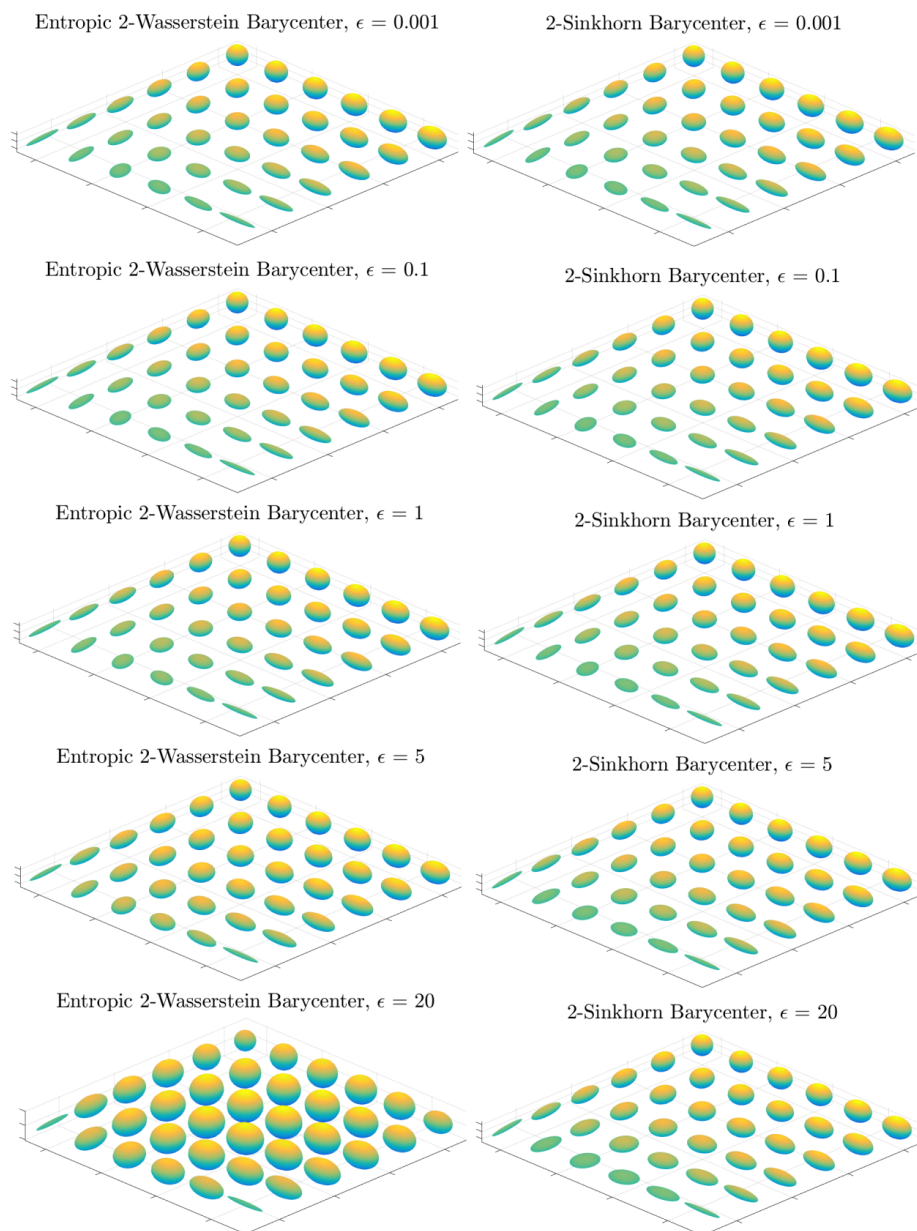 Entropic 2-Wasserstein Barycenter, ϵ = 0.001
2-Sinkhorn Barycenter, ϵ = 0.001
Entropic 2-Wasserstein Barycenter, ϵ = 0.1
2-Sinkhorn Barycenter, ϵ = 0.1
Entropic 2-Wasserstein Barycenter, ϵ = 1
2-Sinkhorn Barycenter, ϵ = 1
Entropic 2-Wasserstein Barycenter, ϵ = 5
2-Sinkhorn Barycenter, ϵ = 5
Entropic 2-Wasserstein Barycenter, ϵ = 20
2-Sinkhorn Barycenter, ϵ = 20